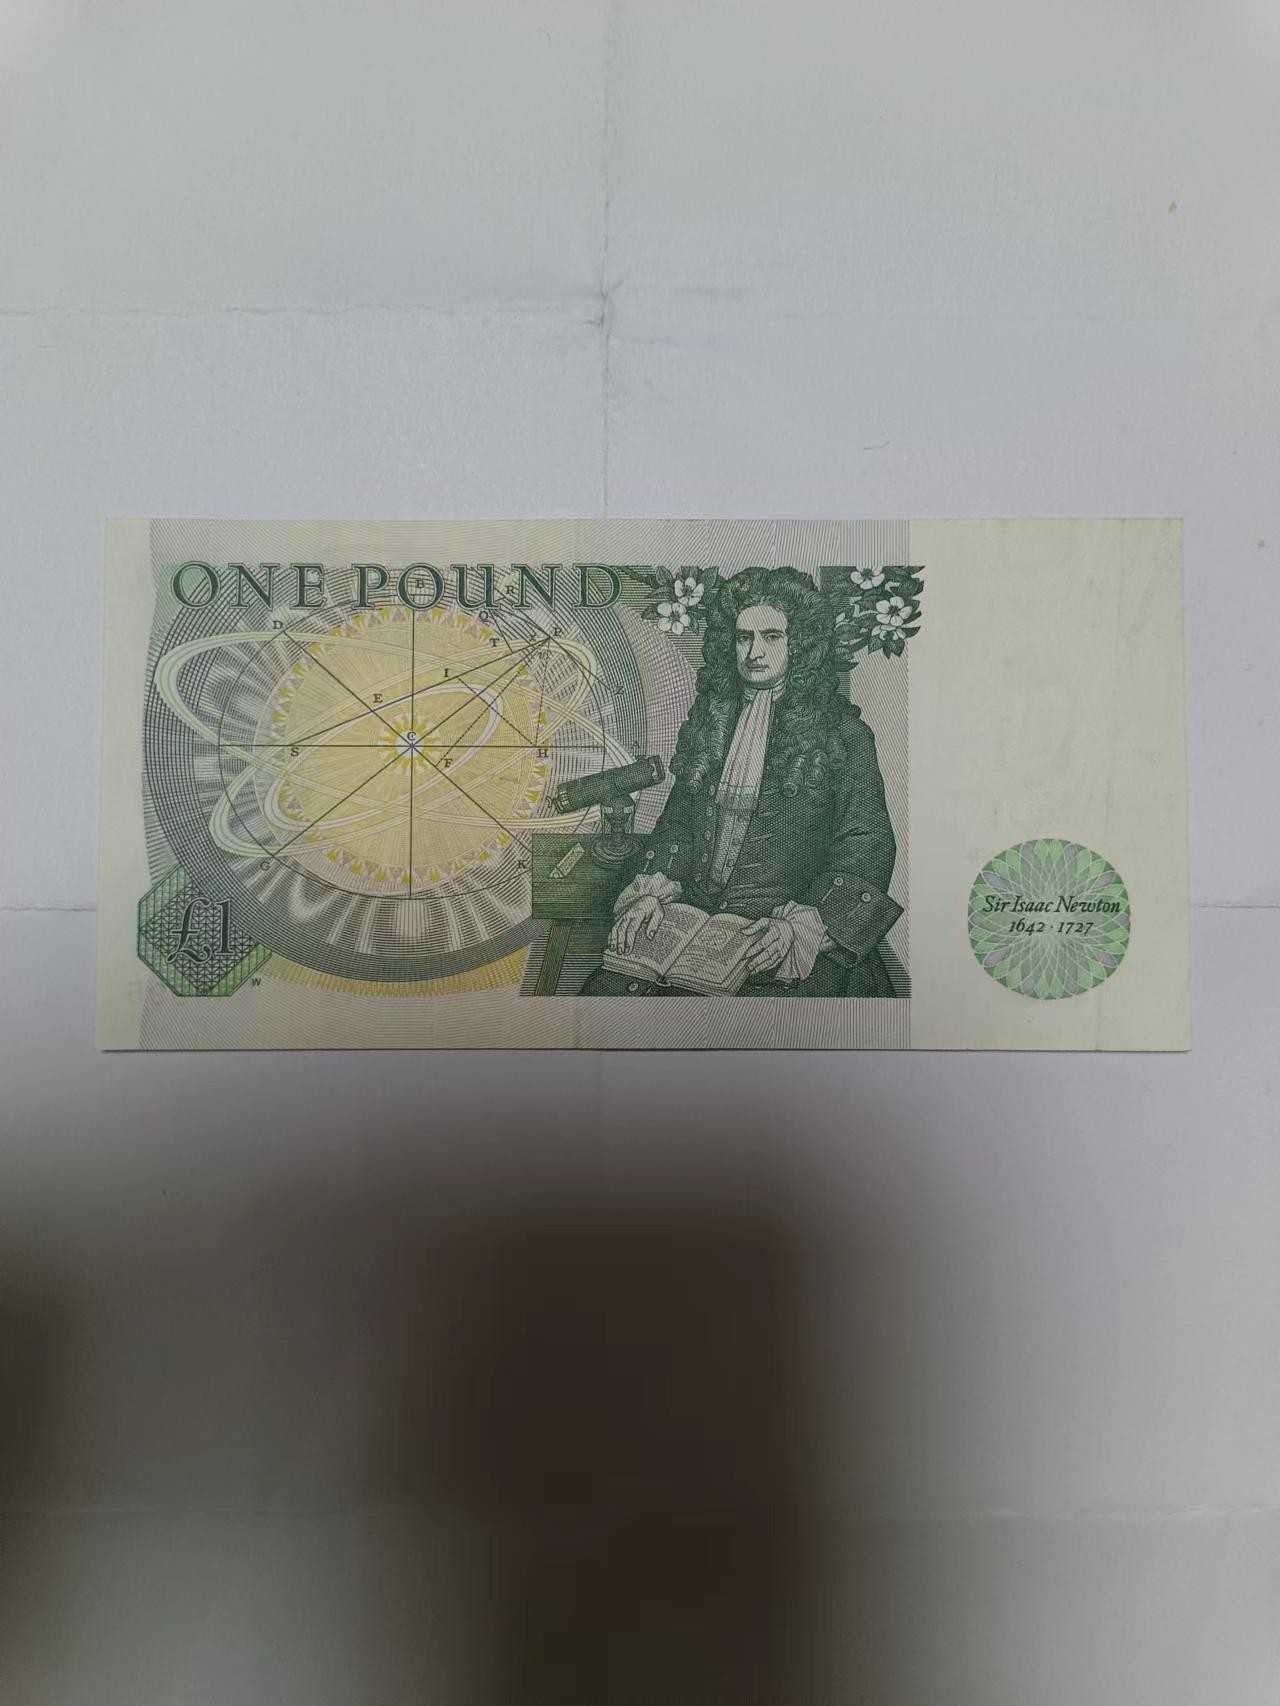 ONE POUND
B
R
D
Q
P
T
I
Z
E
C
S
H
A
F
G
K
£1
W
Sir Isaac Newton
1642 · 1727